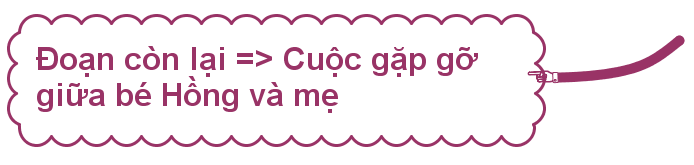 Đoạn còn lại => Cuộc gặp gỡ
giữa bé Hồng và mẹ